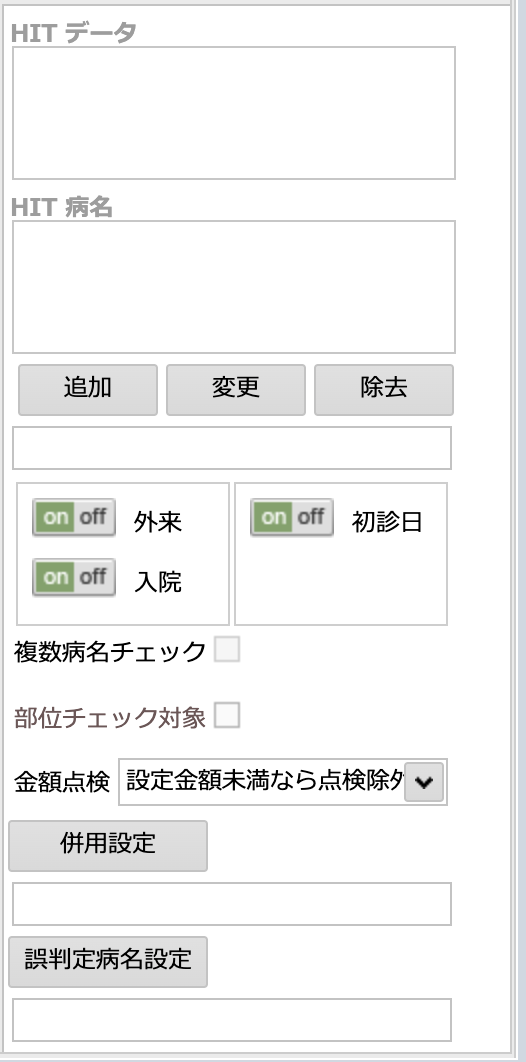 HIT データ
HIT 病名
追加 変更 除去
on off 外来 on off 初診日
on off 入院
複数病名チェック
部位チェック対象
金額点検 設定金額未満なら点検除外
併用設定
誤判定病名設定